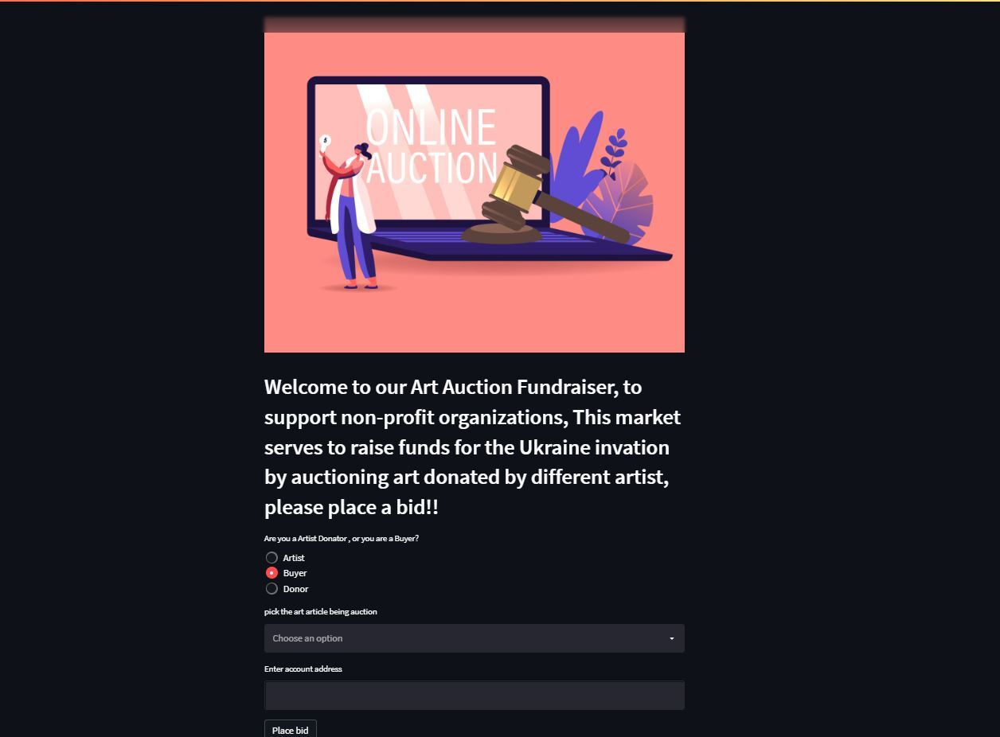 5
ONLINE
AUCTION
Welcome to our Art Auction Fundraiser, to
support non-profit organizations, This market
serves to raise funds for the Ukraine invation
by auctioning art donated by different artist,
please place a bid!!
Are you a Artist Donator , or you are a Buyer?
Artist
Buyer
Donor
pick the art article being auction
Choose an option
Enter account address
Place bid